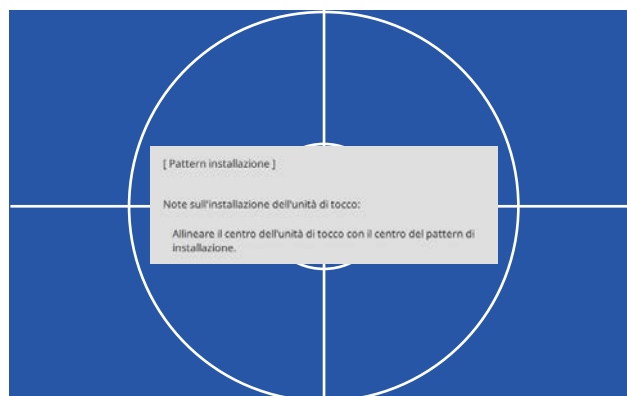 [ Pattern installazione ]
Note sull'installazione dell'unità di tocco:
Allineare il centro dell'unità di tocco con il centro del pattern di
installazione.